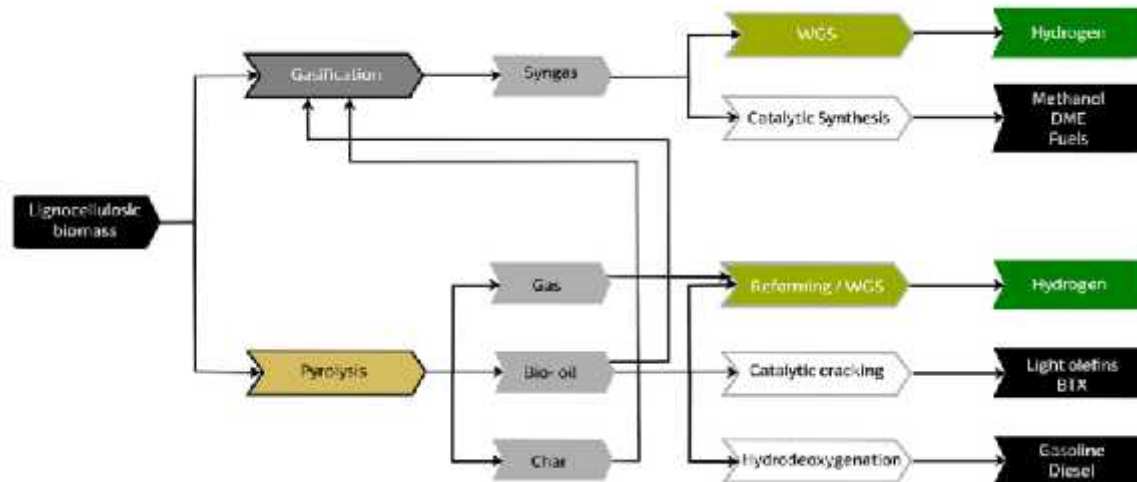 WGS
Hydrogen
Gasification
Syngas
Catalytic Synthesis
Methanol
DME
Fuels
Lignocellulosic
biomass
Gas
Reforming / WGS
Hydrogen
Pyrolysis
Bio- oil
Catalytic cracking
Light olefins
BTX
Char
Hydrodeoxygenation
Gasoline
Diesel